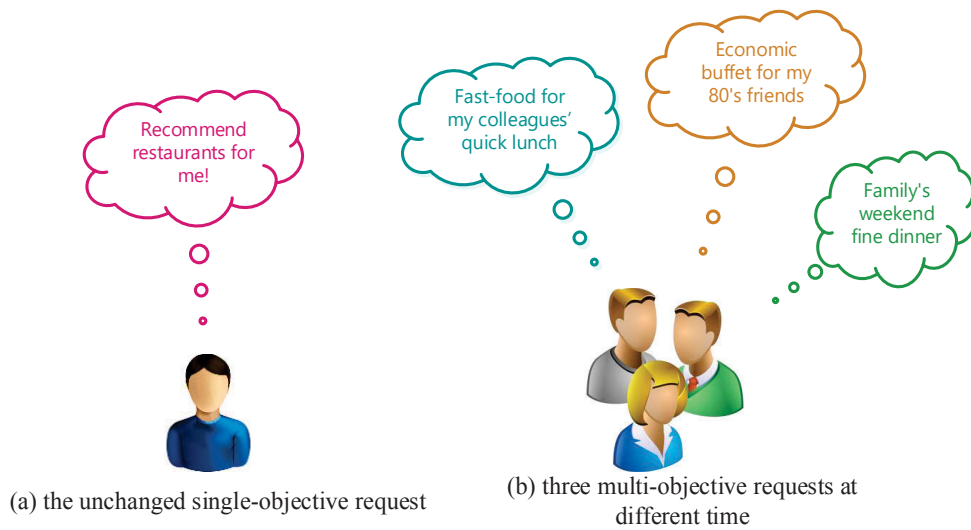 Recommend
restaurants for
me!
Fast-food for
my colleagues'
quick lunch
Economic
buffet for my
80's friends
Family's
weekend
fine dinner
(a) the unchanged single-objective request
(b) three multi-objective requests at
different time